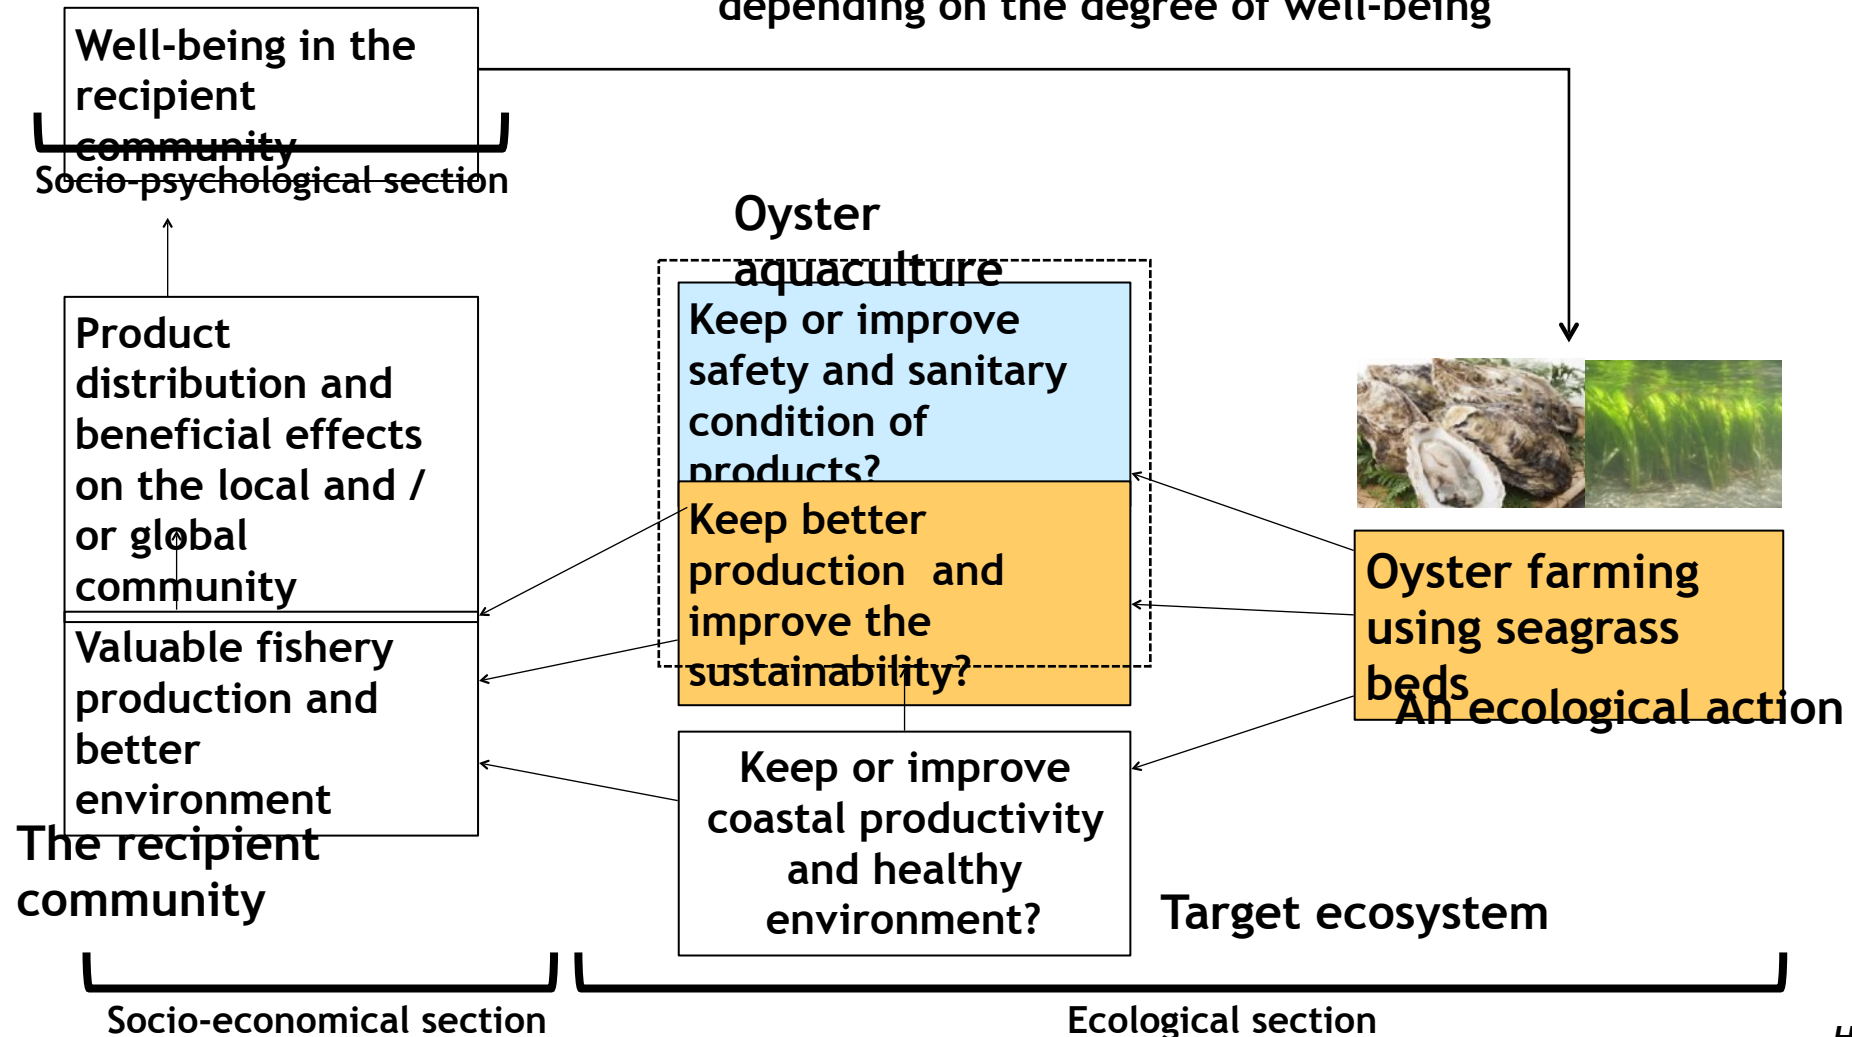 depending on the degree of well-being
Well-being in the
recipient
community
Socio-psychological section
Oyster
aquaculture
Product
distribution and
beneficial effects
on the local and /
or global
community
Keep or improve
safety and sanitary
condition of
products?
Keep better
production and
improve the
sustainability?
Oyster farming
using seagrass
beds
An ecological action
Valuable fishery
production and
better
environment
The recipient
community
Keep or improve
coastal productivity
and healthy
environment?
Target ecosystem
Socio-economical section
Ecological section